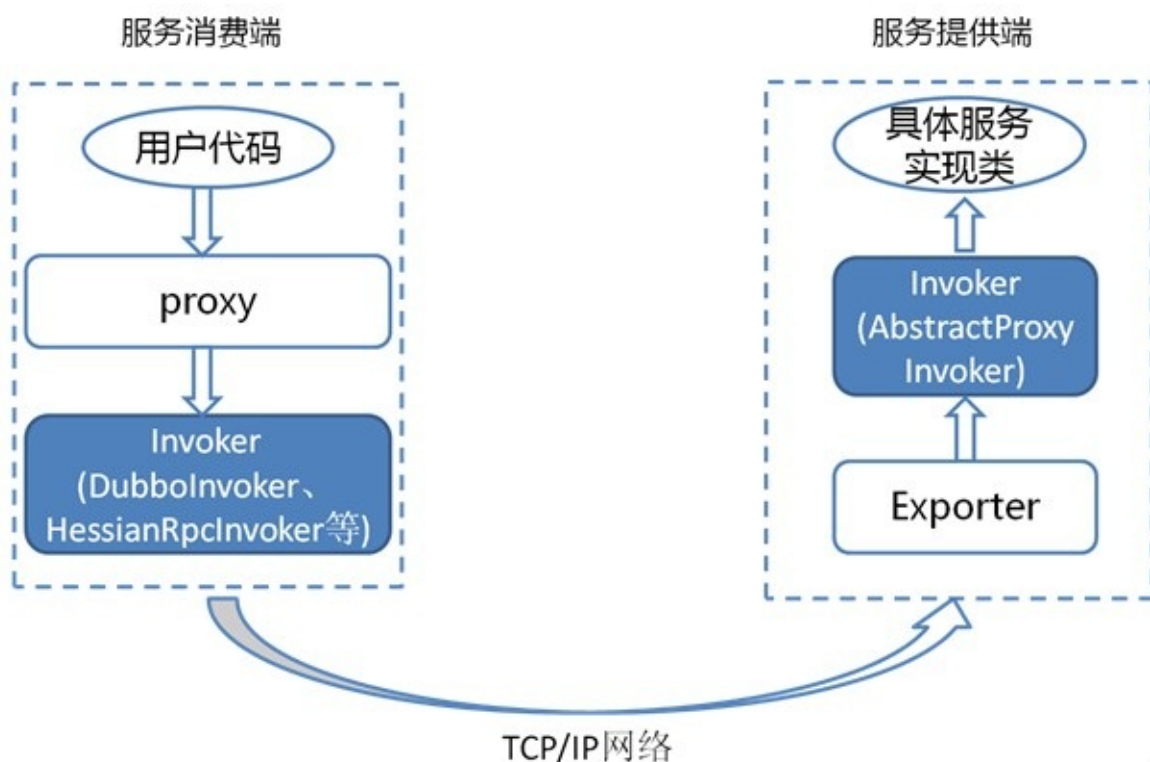 服务消费端
服务提供端
用户代码
proxy
Invoker
(DubboInvoker、
HessianRpcInvoker等)
具体服务
实现类
Invoker
(AbstractProxy
Invoker)
Exporter
TCP/IP网络